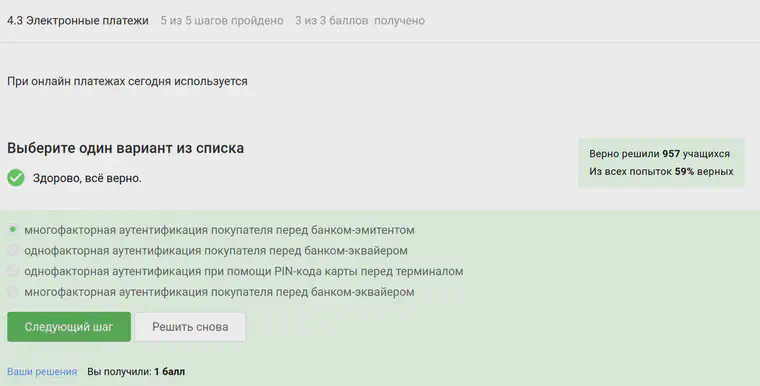 4.3 Электронные платежи 5 из 5 шагов пройдено 3 из 3 баллов получено
При онлайн платежах сегодня используется
Выберите один вариант из списка
Здорово, всё верно.
Верно решили 957 учащихся
Из всех попыток 59% верных
многофакторная аутентификация покупателя перед банком-эмитентом
однофакторная аутентификация покупателя перед банком-эквайером
однофакторная аутентификация при помощи PIN-кода карты перед терминалом
многофакторная аутентификация покупателя перед банком-эквайером
Следующий шаг Решить снова
Ваши решения Вы получили: 1 балл